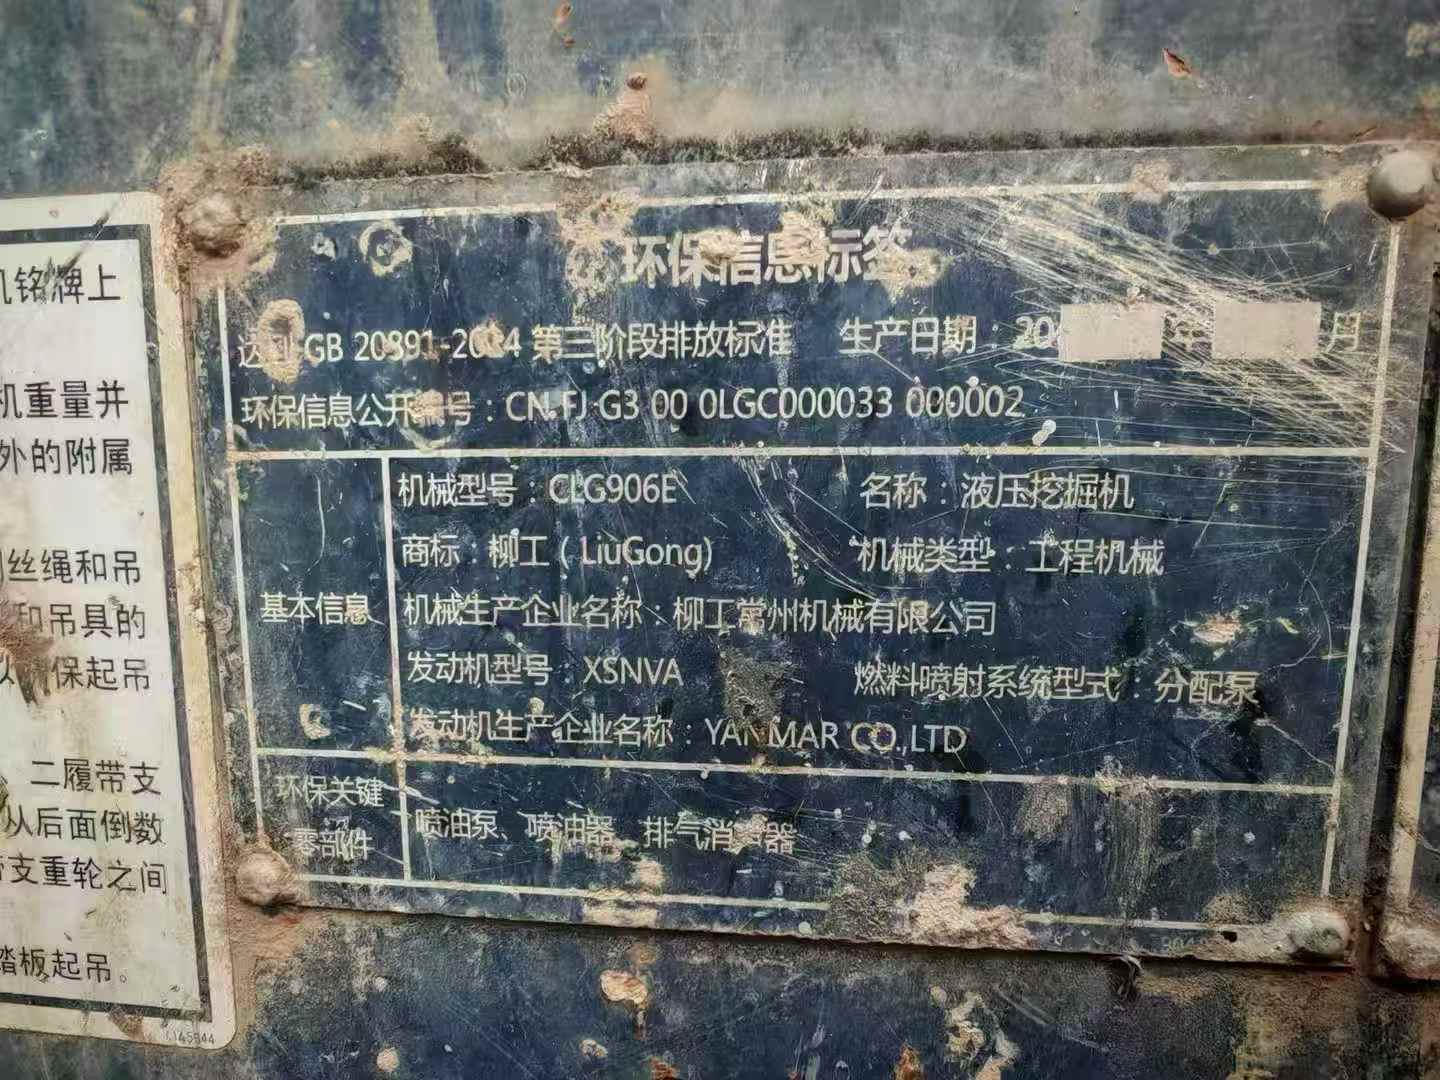 机铭牌上
机重量并
外的附属
丝绳和吊
和吊具的
保起吊
二履带支
从后面倒数
带支重轮之间
踏板起吊。
1145844
环保信息标签
达到 GB 20891-2014 第三阶段排放标准 生产日期：20 年 月
环保信息公开编号：CN FJ G3 00 0LGC000033 000002
基本信息
机械型号：CLG906E 名称：液压挖掘机
商标：柳工（LiuGong) 机械类型：工程机械
机械生产企业名称：柳工常州机械有限公司
发动机型号：XSNVA 燃料喷射系统型式：分配泵
发动机生产企业名称：YANMAR CO.,LTD
环保关键
零部件
喷油泵、喷油器、排气消声器